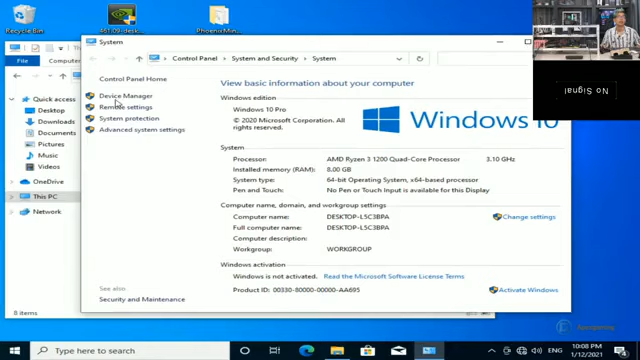 Recycle Bin
461.09-desk...
PhoenixMin...
System
Control Panel
System and Security
System
File
Computer
This PC
Control Panel Home
Device Manager
Remote settings
System protection
Advanced system settings
Quick access
Desktop
Downloads
Documents
Pictures
Music
Videos
OneDrive
This PC
Network
8 items
View basic information about your computer
Windows edition
Windows 10 Pro
© 2020 Microsoft Corporation. All rights reserved.
Windows 10
System
Processor: AMD Ryzen 3 1200 Quad-Core Processor 3.10 GHz
Installed memory (RAM): 8.00 GB
System type: 64-bit Operating System, x64-based processor
Pen and Touch: No Pen or Touch Input is available for this Display
Computer name, domain, and workgroup settings
Computer name: DESKTOP-L5C3BPA
Change settings
Full computer name: DESKTOP-L5C3BPA
Computer description:
Workgroup: WORKGROUP
Windows activation
Windows is not activated. Read the Microsoft Software License Terms
Product ID: 00330-80000-00000-AA695
Activate Windows
See also
Security and Maintenance
No Signal
Type here to search
ENG
10:08 PM
1/12/2021